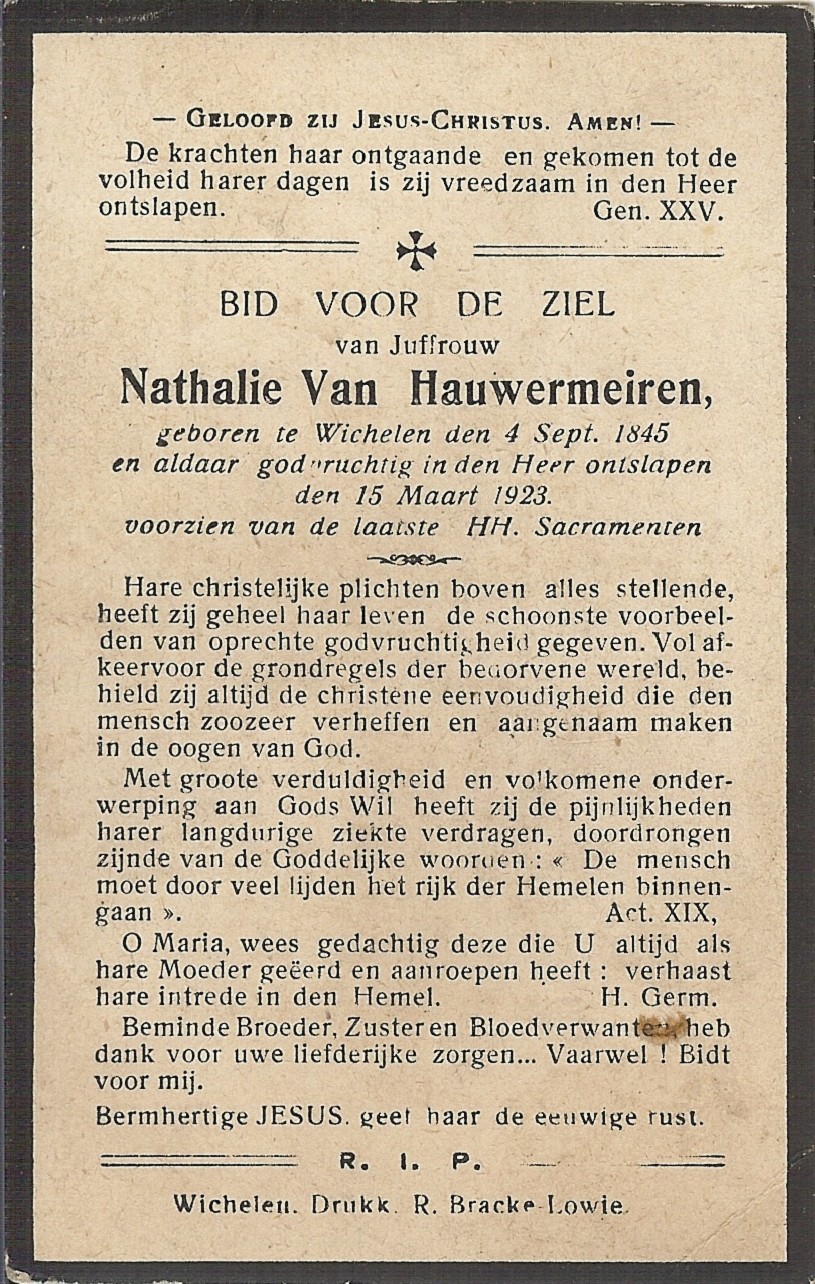 — GELOOFD ZIJ JESUS-CHRISTUS. AMEN! —
De krachten haar ontgaande en gekomen tot de
volheid harer dagen is zij vreedzaam in den Heer
ontslapen. Gen. XXV.
BID VOOR DE ZIEL
van Juffrouw
Nathalie Van Hauwermeiren,
geboren te Wichelen den 4 Sept. 1845
en aldaar godvruchtig in den Heer ontslapen
den 15 Maart 1923.
voorzien van de laatste HH. Sacramenten
Hare christelijke plichten boven alles stellende,
heeft zij geheel haar leven de schoonste voorbeel-
den van oprechte godvruchtigheid gegeven. Vol af-
keervoor de grondregels der bedorvene wereld, be-
hield zij altijd de christene eenvoudigheid die den
mensch zoozeer verheffen en aangenaam maken
in de oogen van God.
Met groote verduldigheid en volkomene onder-
werping aan Gods Wil heeft zij de pijnlijkheden
harer langdurige ziekte verdragen, doordrongen
zijnde van de Goddelijke woorden : « De mensch
moet door veel lijden het rijk der Hemelen binnen-
gaan ». Act. XIX,
O Maria, wees gedachtig deze die U altijd als
hare Moeder geëerd en aanroepen heeft : verhaast
hare intrede in den Hemel. H. Germ.
Beminde Broeder, Zuster en Bloedverwanten, heb
dank voor uwe liefderijke zorgen... Vaarwel ! Bidt
voor mij.
Bermhertige JESUS. geef haar de eeuwige rust.
R. I. P.
Wichelen. Drukk. R. Bracke-Lowie.